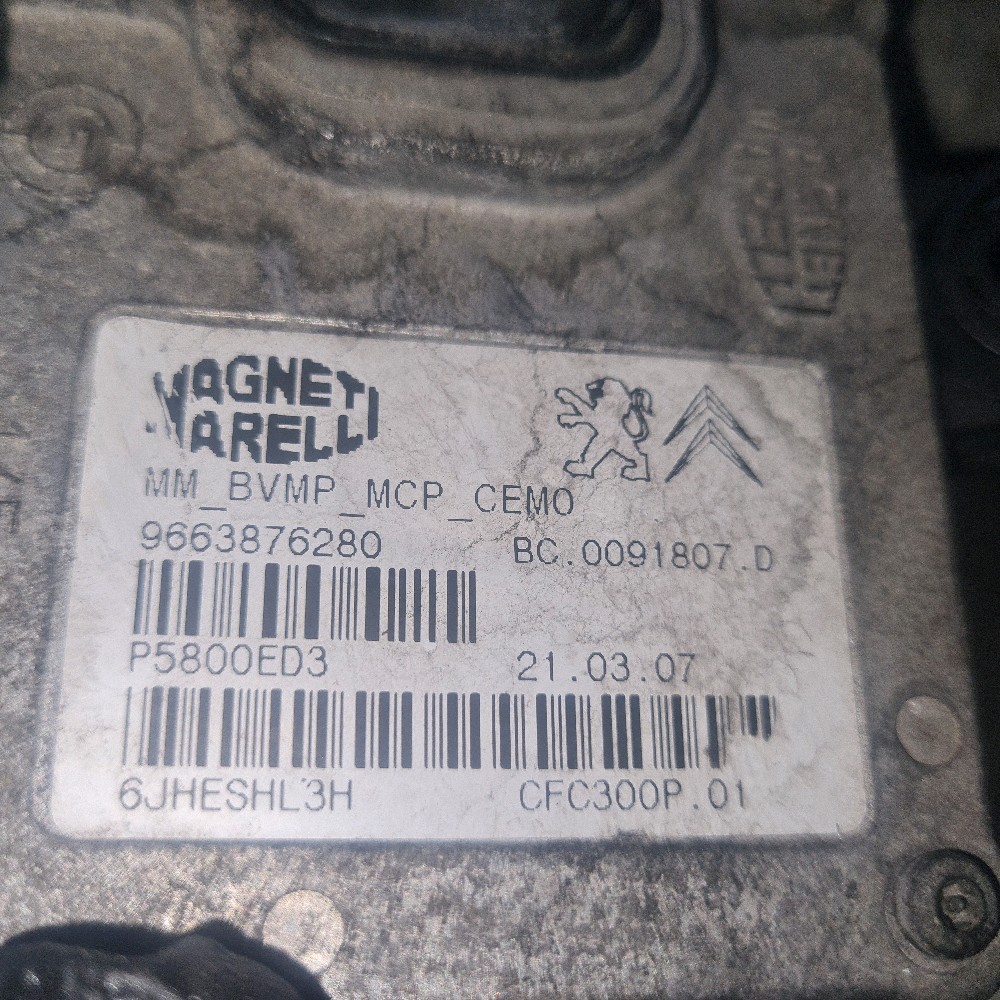 MAGNETI
MARELLI
MM_BVMP_MCP_CEMO
9663876280 BC.0091807.D
P5800ED3 21.03.07
6JHESHL3H CFC300P.01